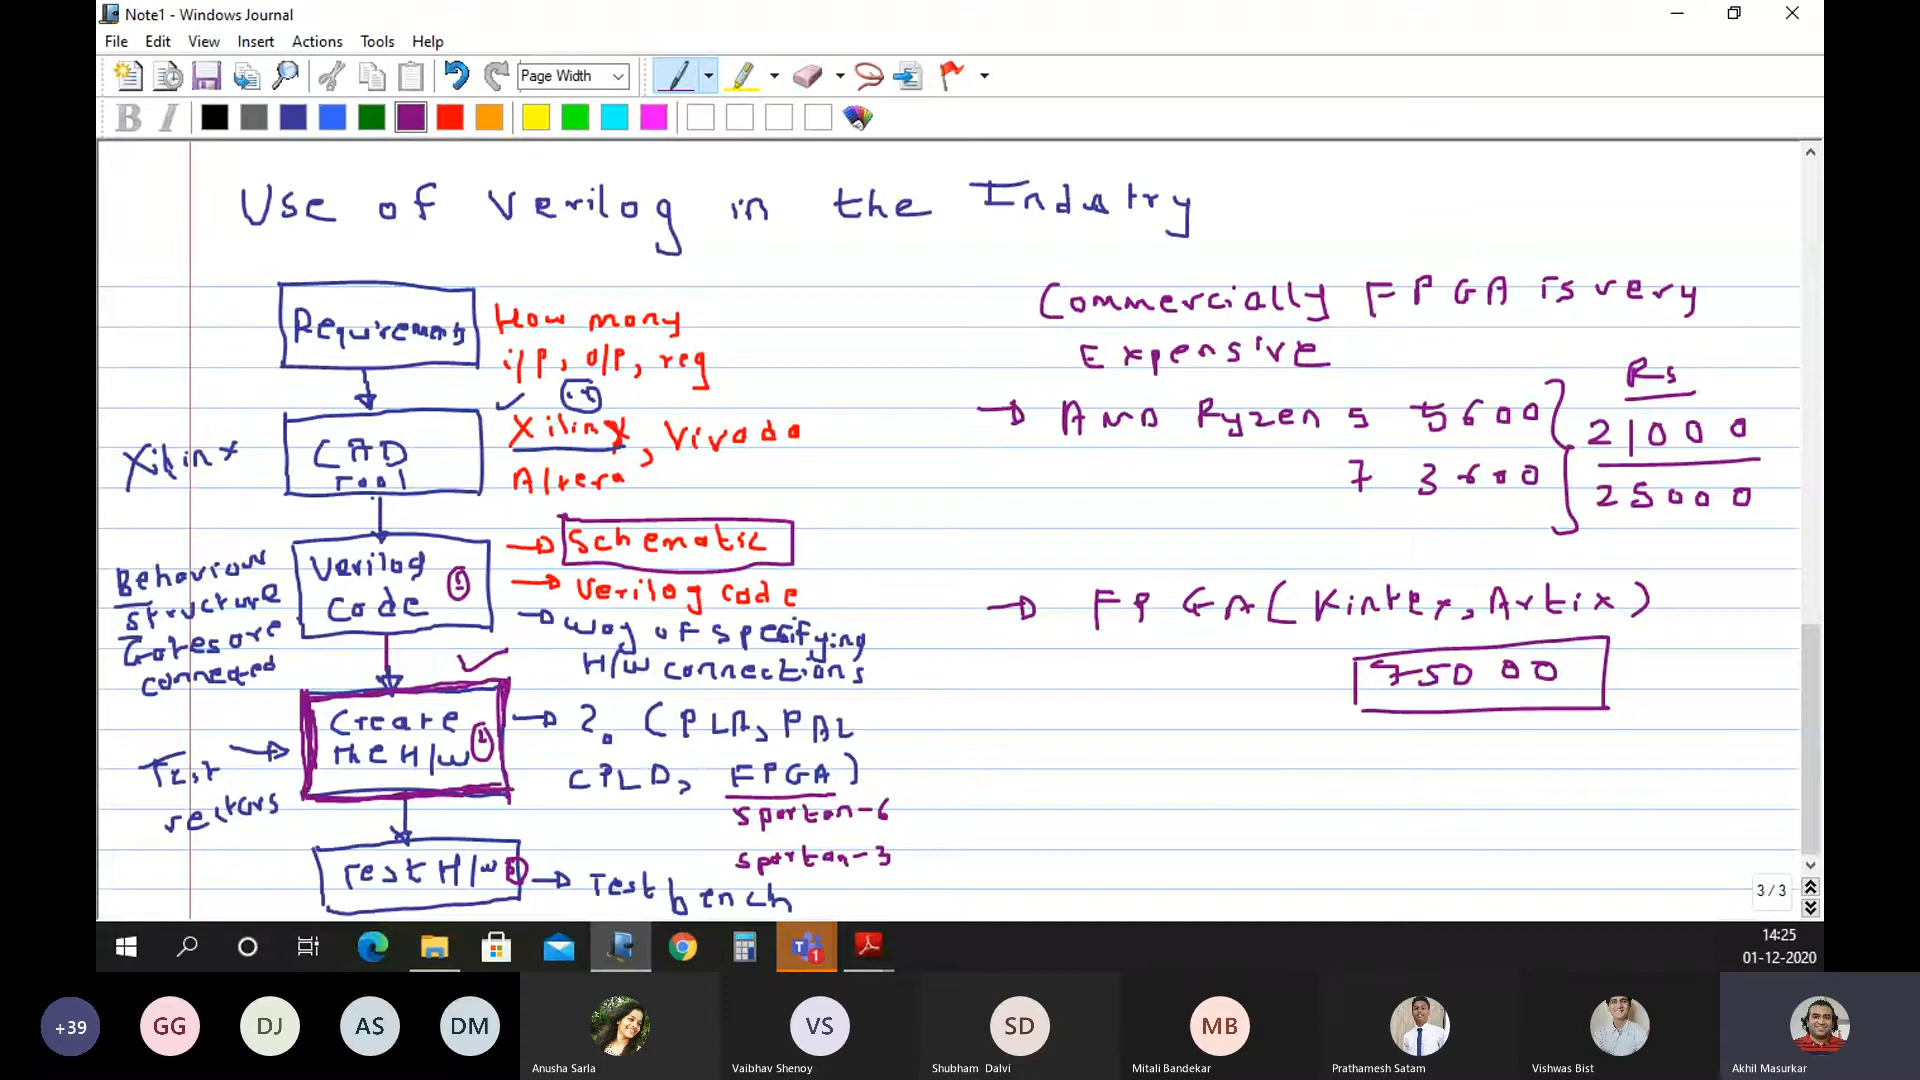 Note1 - Windows Journal
File Edit View Insert Actions Tools Help
Page Width
B I
Use of Verilog in the Industry
Requirements
How many
i/p, o/p, reg
Xilinx
CAD
Tool
Xilinx, Vivado
Altera
Behaviour
Structure
Gates are
connected
Verilog
Code
→ Schematic
→ Verilog code
→ way of specifying
H/W connections
Test
vectors
Create
the H/W
→ 2. (PLA, PAL
CPLD, FPGA)
spartan-6
spartan-3
Test H/W
→ Test bench
Commercially FPGA is very
Expensive
Rs
→ AMD Ryzen 5 5600
21000
7 3600
25000
→ FPGA (Kintex, Artix)
75000
3 / 3
1
14:25
01-12-2020
+39
GG
DJ
AS
DM
Anusha Sarla
VS
Vaibhav Shenoy
SD
Shubham Dalvi
MB
Mitali Bandekar
Prathamesh Satam
Vishwas Bist
Akhil Masurkar